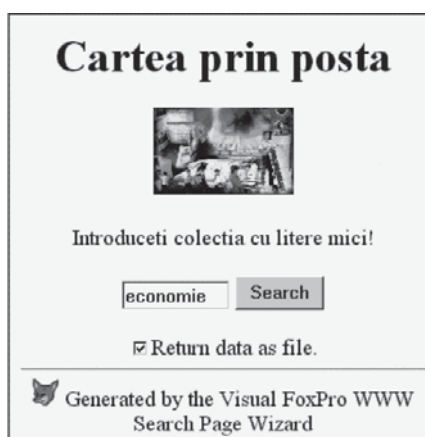 Cartea prin posta
Introduceti colectia cu litere mici!
economie Search
Return data as file.
Generated by the Visual FoxPro WWW
Search Page Wizard